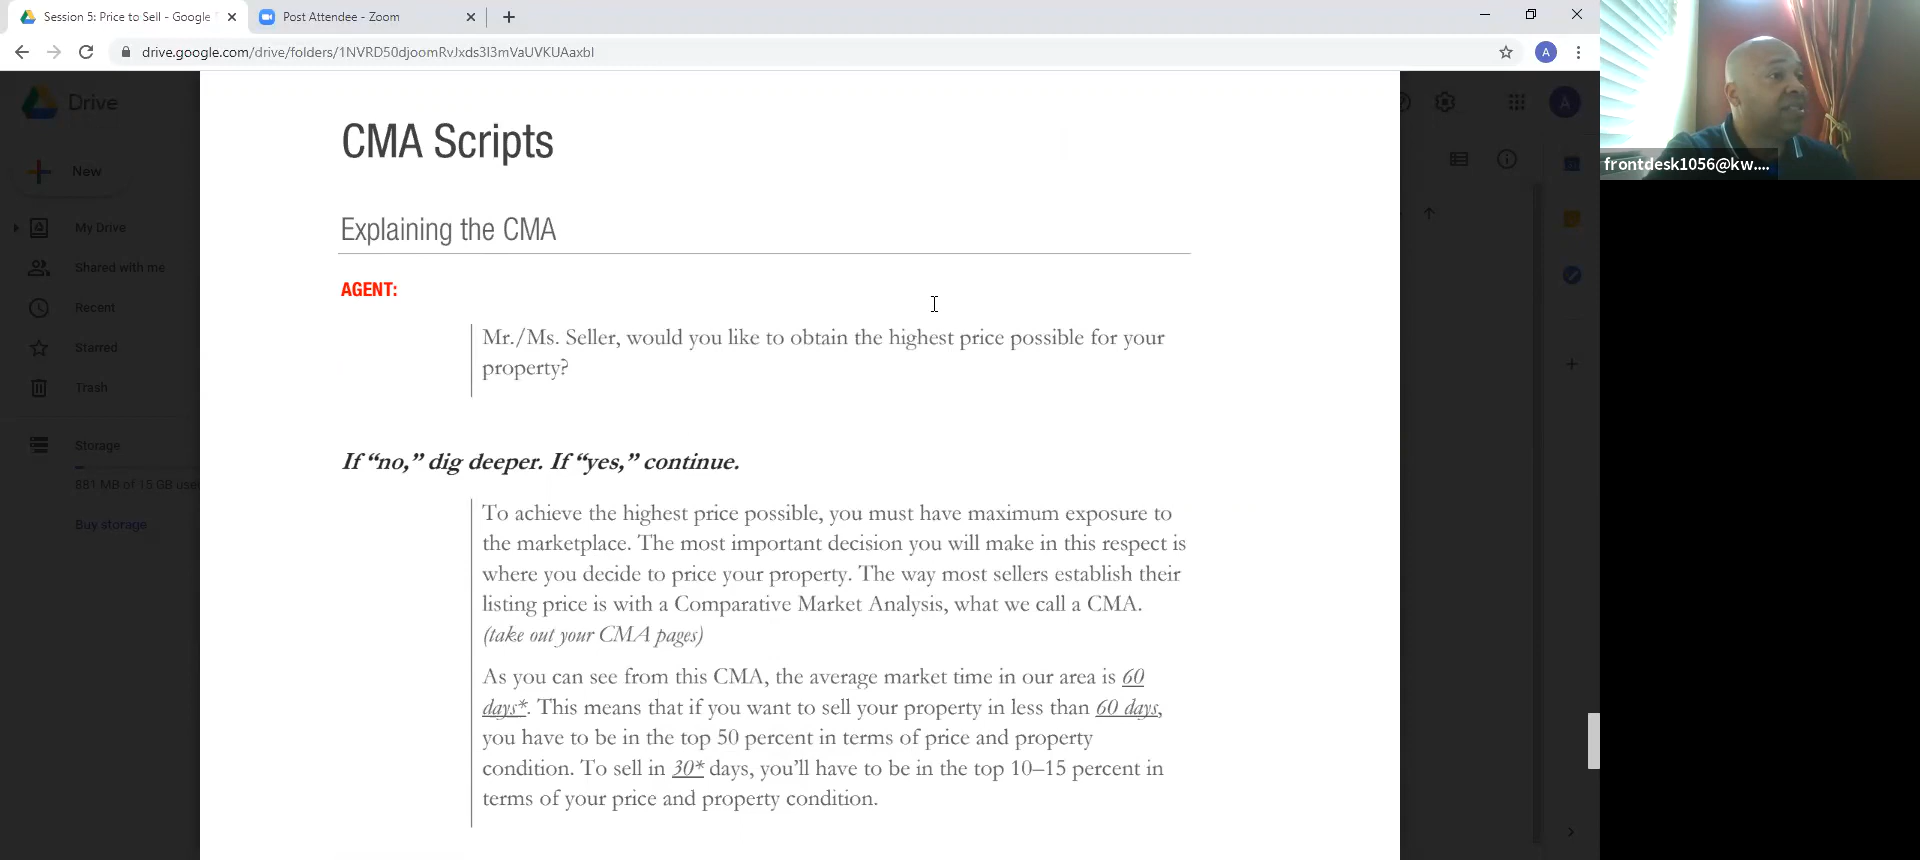 Session 5: Price to Sell - Google
Post Attendee - Zoom
drive.google.com/drive/folders/1NVRD50djoomRvJxds3I3mVaUVKUAaxbI
A
Drive
A
New
My Drive
Shared with me
Recent
Starred
Trash
Storage
881 MB of 15 GB use
Buy storage
CMA Scripts
Explaining the CMA
AGENT:
Mr./Ms. Seller, would you like to obtain the highest price possible for your
property?
If “no,” dig deeper. If “yes,” continue.
To achieve the highest price possible, you must have maximum exposure to
the marketplace. The most important decision you will make in this respect is
where you decide to price your property. The way most sellers establish their
listing price is with a Comparative Market Analysis, what we call a CMA.
(take out your CMA pages)
As you can see from this CMA, the average market time in our area is 60
days*. This means that if you want to sell your property in less than 60 days,
you have to be in the top 50 percent in terms of price and property
condition. To sell in 30* days, you’ll have to be in the top 10–15 percent in
terms of your price and property condition.
frontdesk1056@kw....